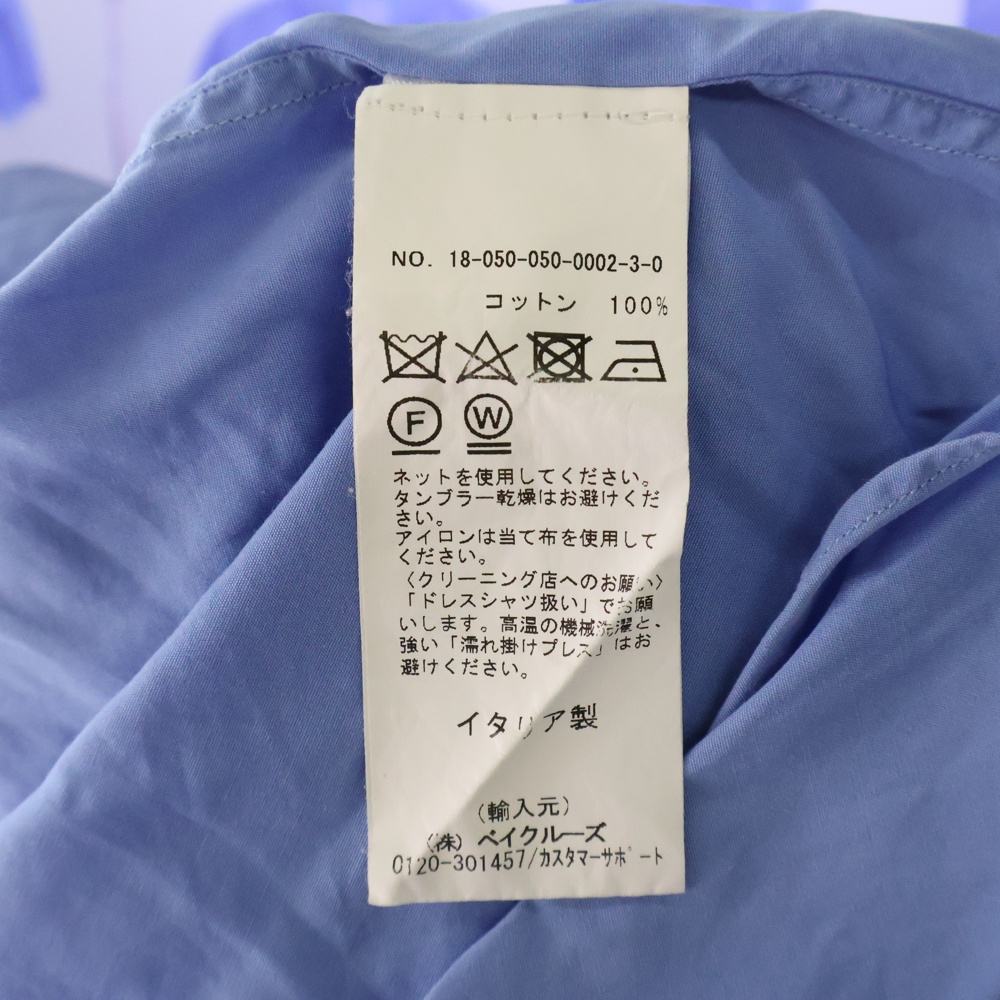 NO. 18-050-050-0002-3-0
コットン 100%
F W
ネットを使用してください。
タンブラー乾燥はお避けくだ
さい。
アイロンは当て布を使用して
ください。
〈クリーニング店へのお願い〉
「ドレスシャツ扱い」でお願
いします。高温の機械洗濯と、
強い「濡れ掛けプレス」はお
避けください。
イタリア製
(輸入元)
(株) ベイクルーズ
0120-301457/カスタマーサポート